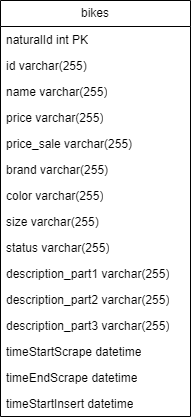 bikes
naturalId int PK
id varchar(255)
name varchar(255)
price varchar(255)
price_sale varchar(255)
brand varchar(255)
color varchar(255)
size varchar(255)
status varchar(255)
description_part1 varchar(255)
description_part2 varchar(255)
description_part3 varchar(255)
timeStartScrape datetime
timeEndScrape datetime
timeStartInsert datetime